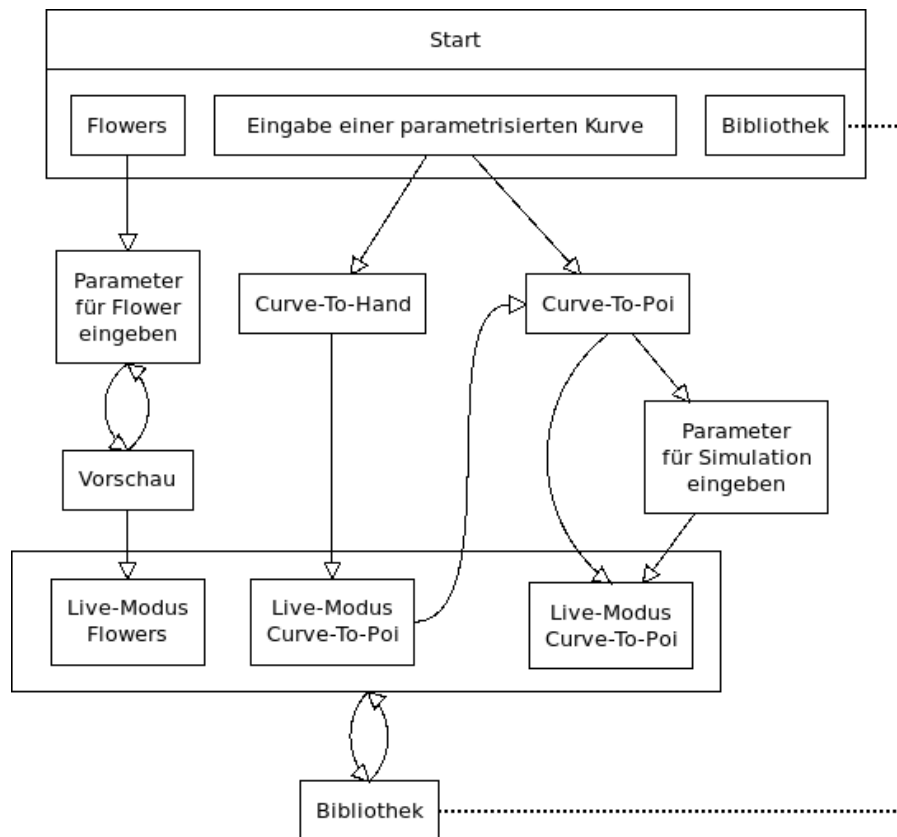 Start
Flowers
Eingabe einer parametrisierten Kurve
Bibliothek
Parameter
für Flower
eingeben
Curve-To-Hand
Curve-To-Poi
Parameter
für Simulation
eingeben
Vorschau
Live-Modus
Flowers
Live-Modus
Curve-To-Poi
Live-Modus
Curve-To-Poi
Bibliothek